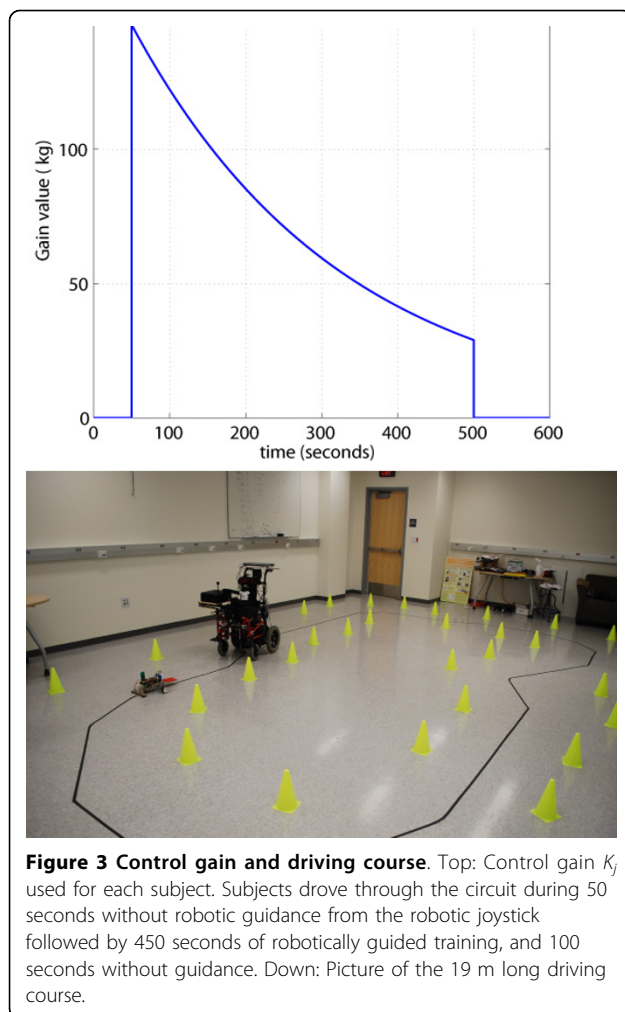 100
50
0
Gain value ( kg)
0 100 200 300 400 500 600
time (seconds)
Figure 3 Control gain and driving course. Top: Control gain Kj
used for each subject. Subjects drove through the circuit during 50
seconds without robotic guidance from the robotic joystick
followed by 450 seconds of robotically guided training, and 100
seconds without guidance. Down: Picture of the 19 m long driving
course.